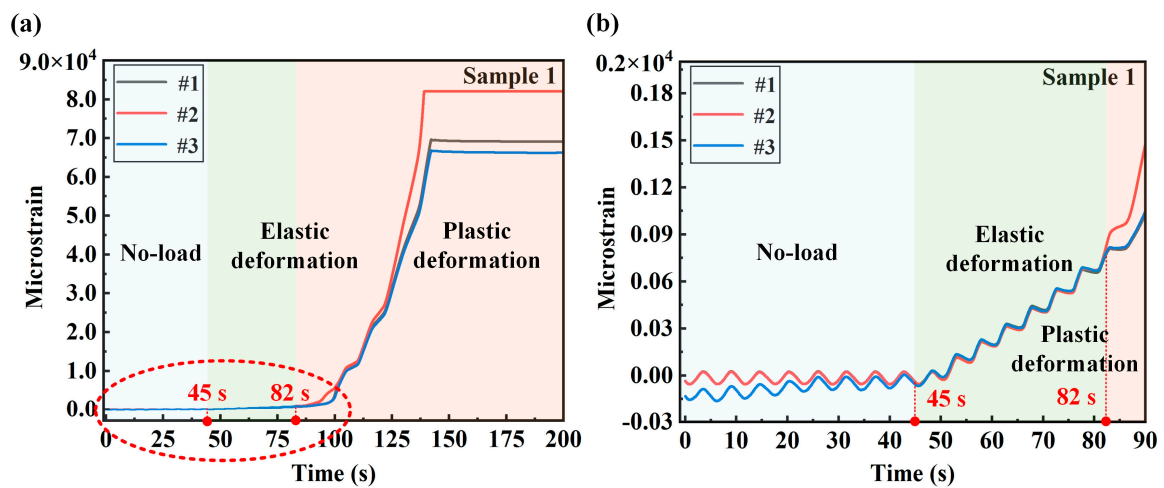 (a)
9.0×10⁴
8.0
7.0
6.0
5.0
4.0
3.0
2.0
1.0
0.0
Microstrain
#1
#2
#3
Sample 1
No-load
Elastic
deformation
Plastic
deformation
45 s
82 s
0 25 50 75 100 125 150 175 200
Time (s)
(b)
0.2×10⁴
0.18
0.15
0.12
0.09
0.06
0.03
0.00
-0.03
Microstrain
#1
#2
#3
Sample 1
No-load
Elastic
deformation
Plastic
deformation
45 s
82 s
0 10 20 30 40 50 60 70 80 90
Time (s)